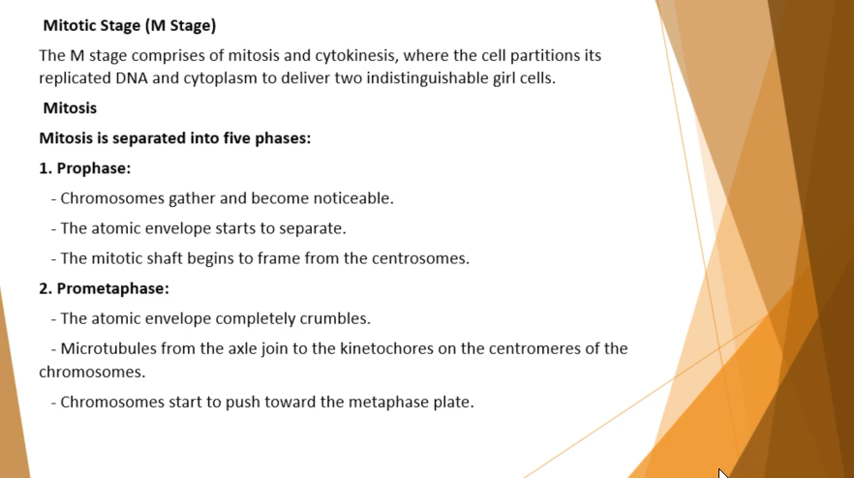 Mitotic Stage (M Stage)
The M stage comprises of mitosis and cytokinesis, where the cell partitions its
replicated DNA and cytoplasm to deliver two indistinguishable girl cells.
Mitosis
Mitosis is separated into five phases:
1. Prophase:
- Chromosomes gather and become noticeable.
- The atomic envelope starts to separate.
- The mitotic shaft begins to frame from the centrosomes.
2. Prometaphase:
- The atomic envelope completely crumbles.
- Microtubules from the axle join to the kinetochores on the centromeres of the
chromosomes.
- Chromosomes start to push toward the metaphase plate.